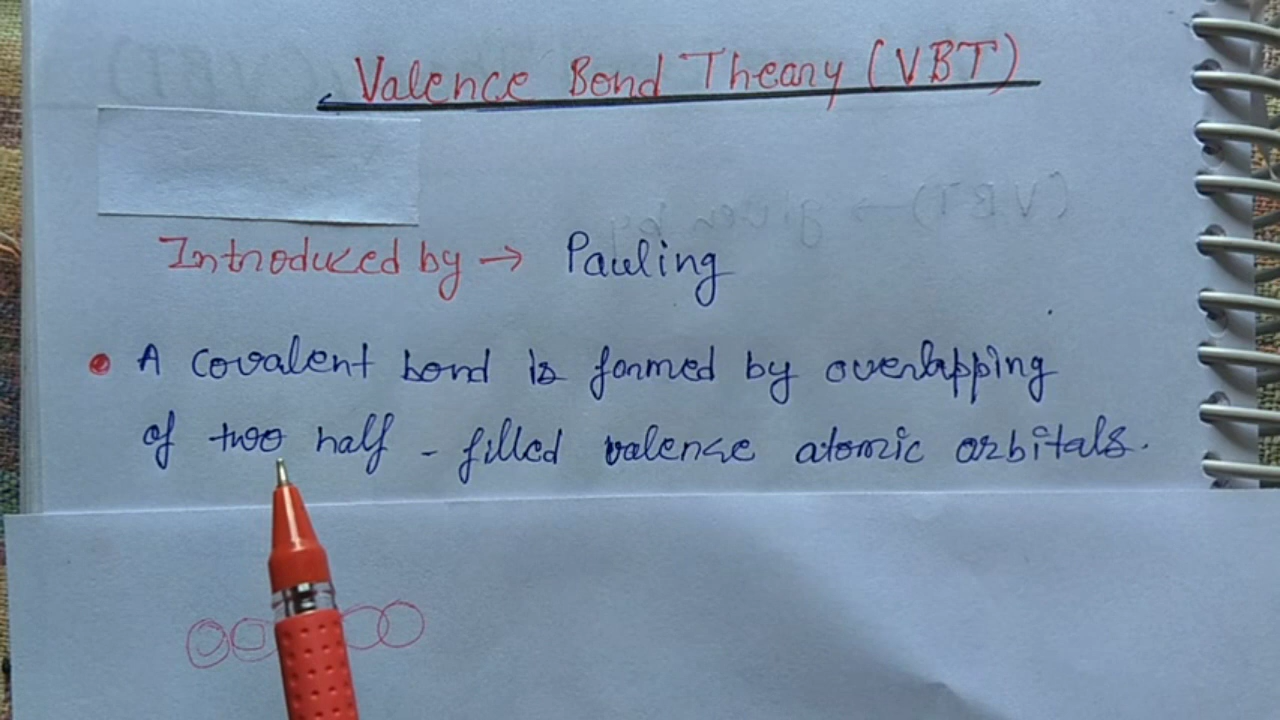 Valence Bond Theory (VBT)
Introduced by → Pauling
• A covalent bond is formed by overlapping
of two half - filled valence atomic orbitals.